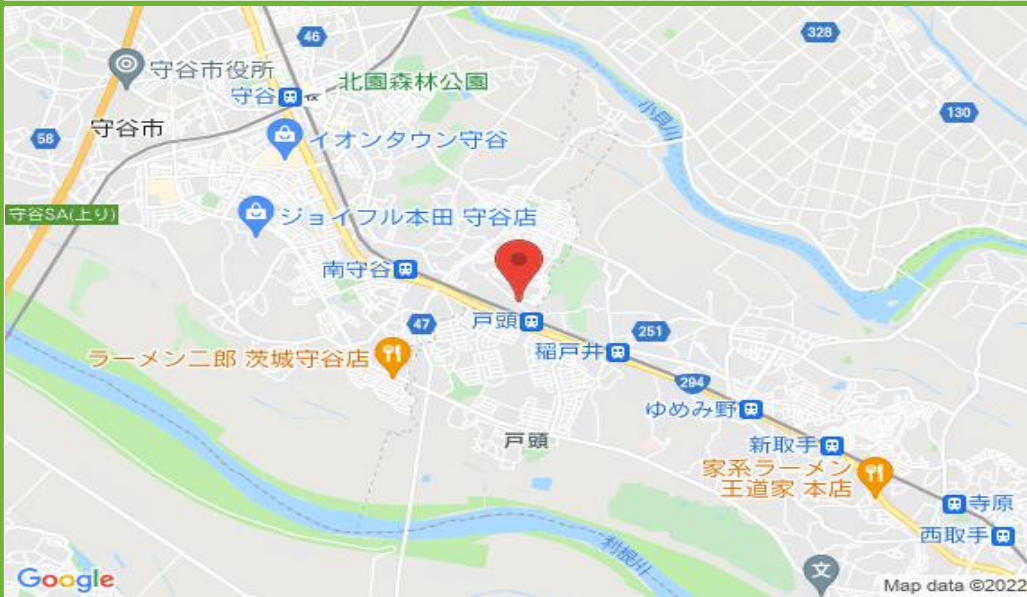 46
328
守谷市役所
北園森林公園
守谷
小貝川
130
58
守谷市
イオンタウン守谷
守谷SA(上り)
ジョイフル本田 守谷店
南守谷
戸頭
47
251
ラーメン二郎 茨城守谷店
稲戸井
294
ゆめみ野
戸頭
新取手
家系ラーメン
王道家 本店
寺原
西取手
利根川
文
Google
Map data ©2022